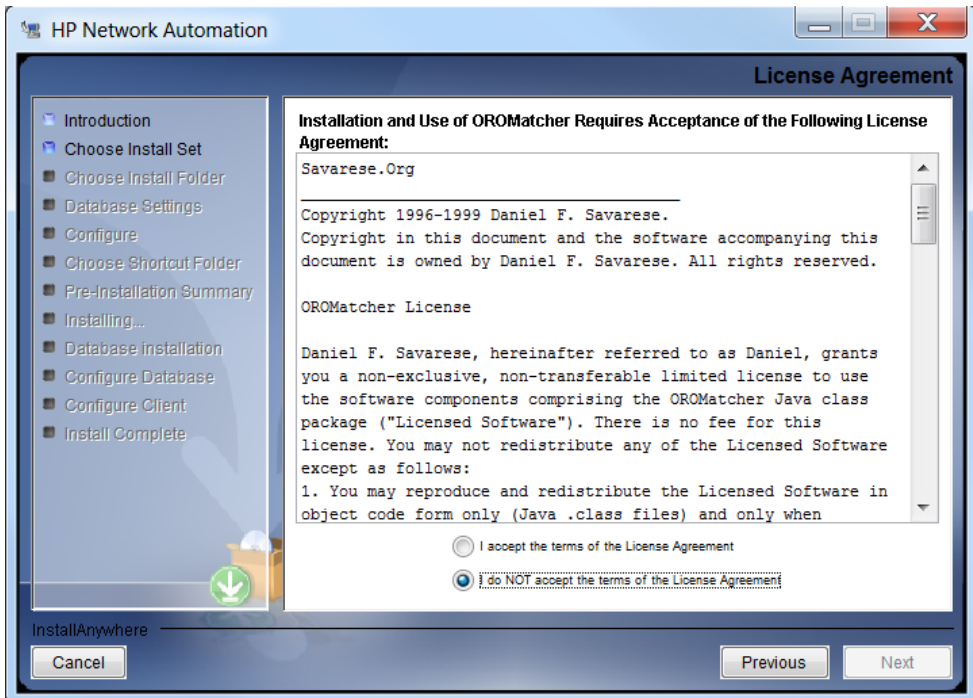 HP Network Automation
License Agreement
Introduction
Choose Install Set
Choose Install Folder
Database Settings
Configure
Choose Shortcut Folder
Pre-Installation Summary
Installing...
Database installation
Configure Database
Configure Client
Install Complete
Installation and Use of OROMatcher Requires Acceptance of the Following License
Agreement:
Savarese.Org
Copyright 1996-1999 Daniel F. Savarese.
Copyright in this document and the software accompanying this
document is owned by Daniel F. Savarese. All rights reserved.
OROMatcher License
Daniel F. Savarese, hereinafter referred to as Daniel, grants
you a non-exclusive, non-transferable limited license to use
the software components comprising the OROMatcher Java class
package ("Licensed Software"). There is no fee for this
license. You may not redistribute any of the Licensed Software
except as follows:
1. You may reproduce and redistribute the Licensed Software in
object code form only (Java .class files) and only when
I accept the terms of the License Agreement
I do NOT accept the terms of the License Agreement
InstallAnywhere
Cancel
Previous
Next